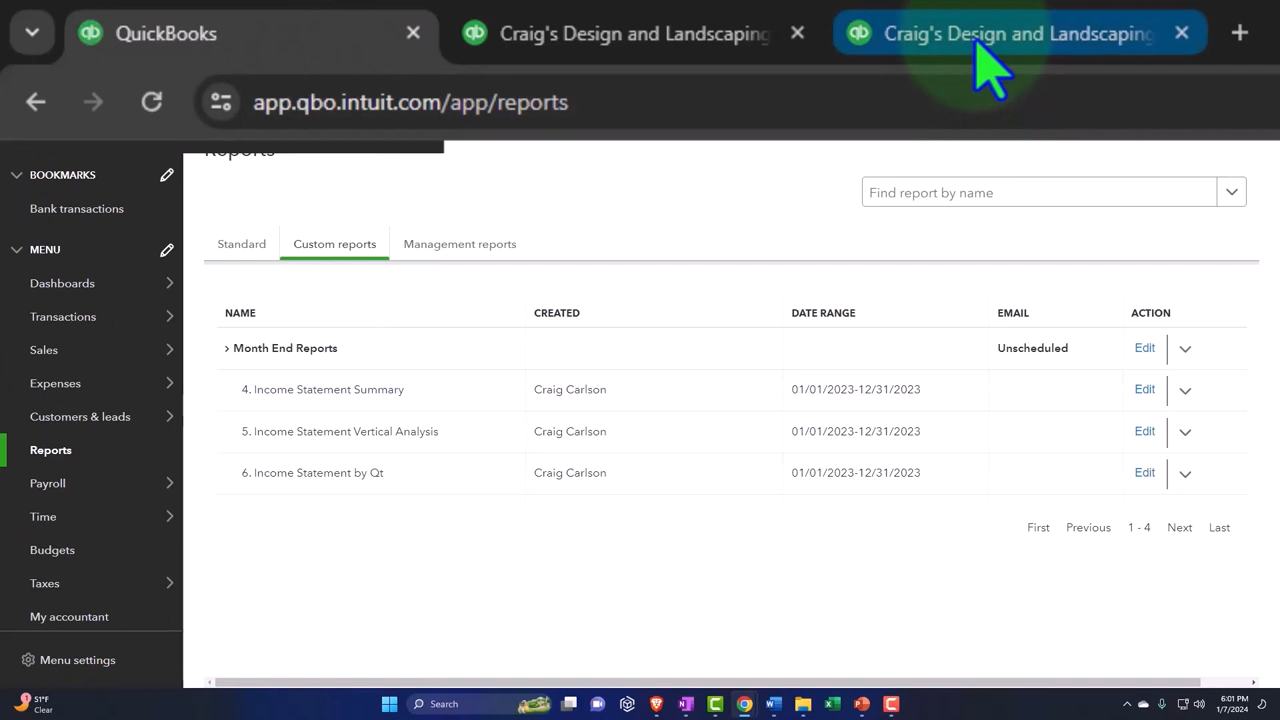 QuickBooks
Craig's Design and Landscaping
Craig's Design and Landscaping
app.qbo.intuit.com/app/reports
Reports
BOOKMARKS
Bank transactions
MENU
Dashboards
Transactions
Sales
Expenses
Customers & leads
Reports
Payroll
Time
Budgets
Taxes
My accountant
Menu settings
Find report by name
Standard Custom reports Management reports
NAME CREATED DATE RANGE EMAIL ACTION
Month End Reports Unscheduled Edit
4. Income Statement Summary Craig Carlson 01/01/2023-12/31/2023 Edit
5. Income Statement Vertical Analysis Craig Carlson 01/01/2023-12/31/2023 Edit
6. Income Statement by Qt Craig Carlson 01/01/2023-12/31/2023 Edit
First Previous 1 - 4 Next Last
51°F
Clear
Search
6:01 PM
1/7/2024